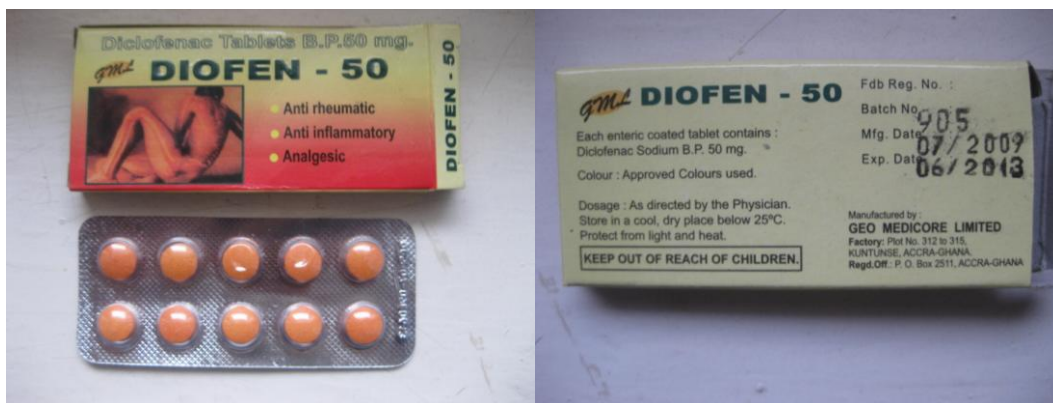 Diclofenac Tablets B.P.50 mg.
GML DIOFEN - 50
Anti rheumatic
Anti inflammatory
Analgesic
DIOFEN - 50
GML DIOFEN - 50
Each enteric coated tablet contains :
Diclofenac Sodium B.P. 50 mg.
Colour : Approved Colours used.
Dosage : As directed by the Physician.
Store in a cool, dry place below 25ºC.
Protect from light and heat.
KEEP OUT OF REACH OF CHILDREN.
Fdb Reg. No. :
Batch No. : 905
Mfg. Date 07/2009
Exp. Date 06/2013
Manufactured by :
GEO MEDICORE LIMITED
Factory: Plot No. 312 to 315,
KUNTUNSE, ACCRA-GHANA.
Regd.Off.: P. O. Box 2511, ACCRA-GHANA